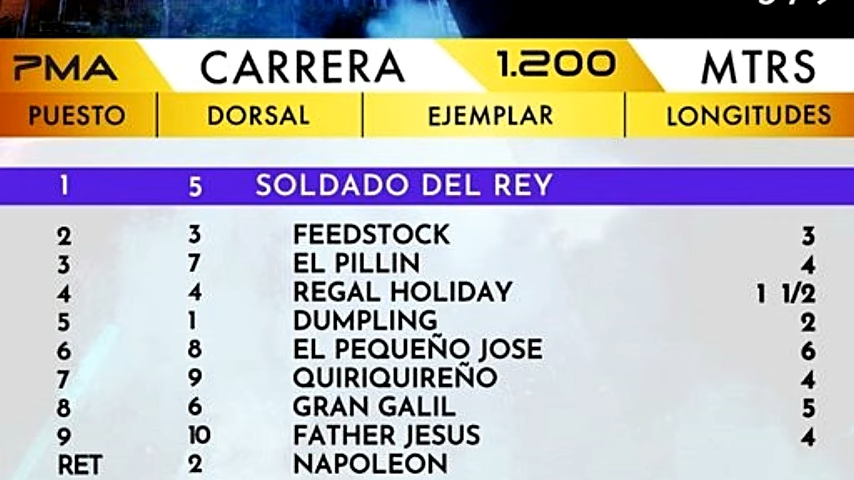 7MA CARRERA 1.200 MTRS
PUESTO DORSAL EJEMPLAR LONGITUDES
1 5 SOLDADO DEL REY
2 3 FEEDSTOCK 3
3 7 EL PILLIN 4
4 4 REGAL HOLIDAY 1 1/2
5 1 DUMPLING 2
6 8 EL PEQUEÑO JOSE 6
7 9 QUIRIQUIREÑO 4
8 6 GRAN GALIL 5
9 10 FATHER JESUS 4
RET 2 NAPOLEON